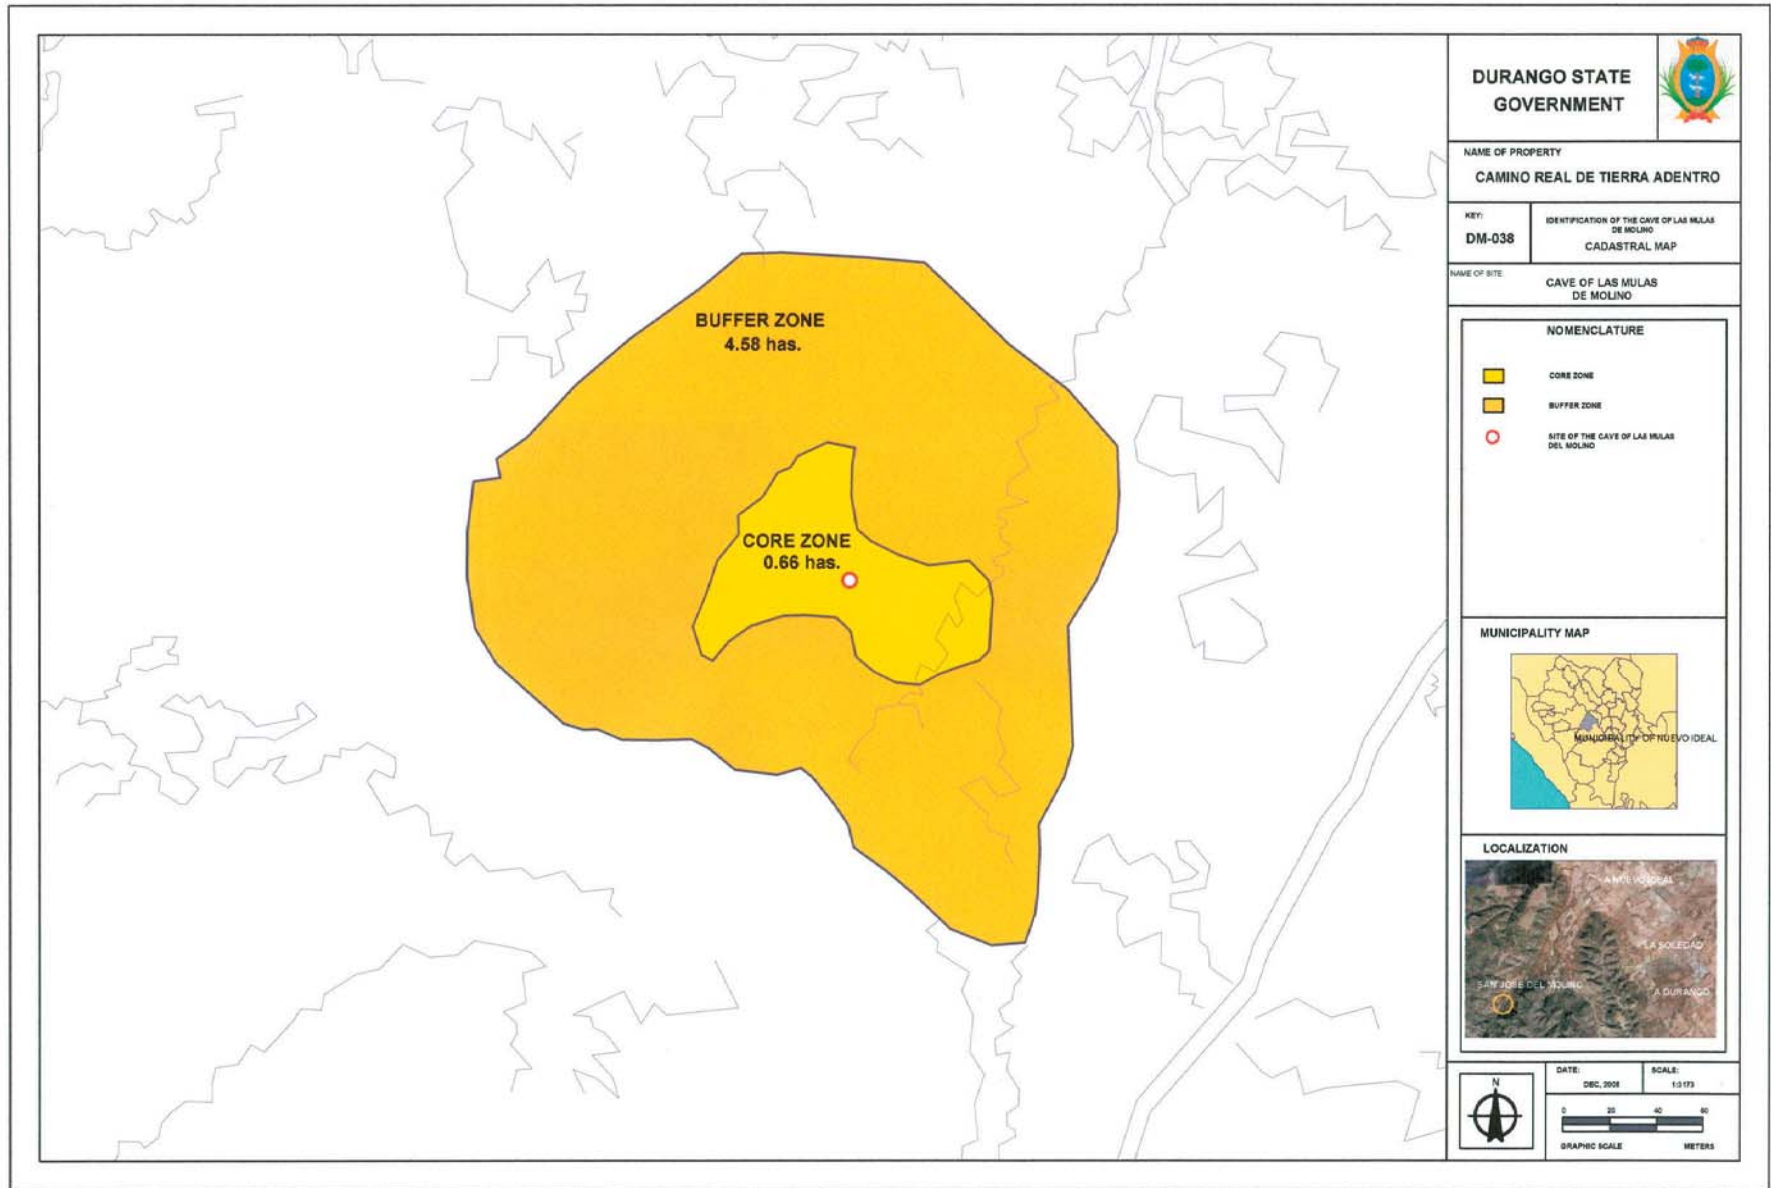 BUFFER ZONE
4.58 has.
CORE ZONE
0.66 has.
DURANGO STATE
GOVERNMENT
NAME OF PROPERTY
CAMINO REAL DE TIERRA ADENTRO
KEY:
DM-038
IDENTIFICATION OF THE CAVE OF LAS MULAS
DE MOLINO
CADASTRAL MAP
NAME OF SITE
CAVE OF LAS MULAS
DE MOLINO
NOMENCLATURE
CORE ZONE
BUFFER ZONE
SITE OF THE CAVE OF LAS MULAS
DEL MOLINO
MUNICIPALITY MAP
MUNICIPALITY OF NUEVO IDEAL
LOCALIZATION
A NUEVO IDEAL
LA SOLEDAD
SAN JOSE DEL MOLINO
A DURANGO
N
DATE:
DEC, 2008
SCALE:
0 20 40 60
GRAPHIC SCALE METERS